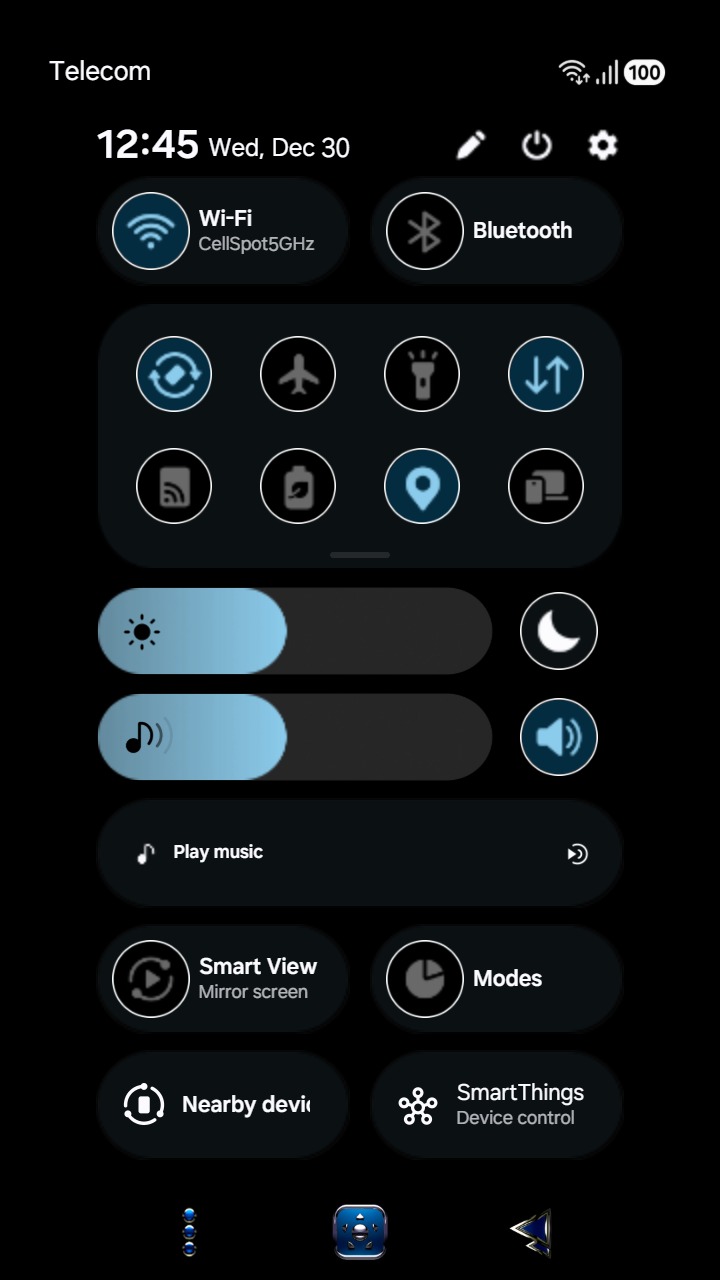 Telecom
100
12:45 Wed, Dec 30
Wi-Fi
CellSpot5GHz
Bluetooth
Play music
Smart View
Mirror screen
Modes
Nearby devi
SmartThings
Device control